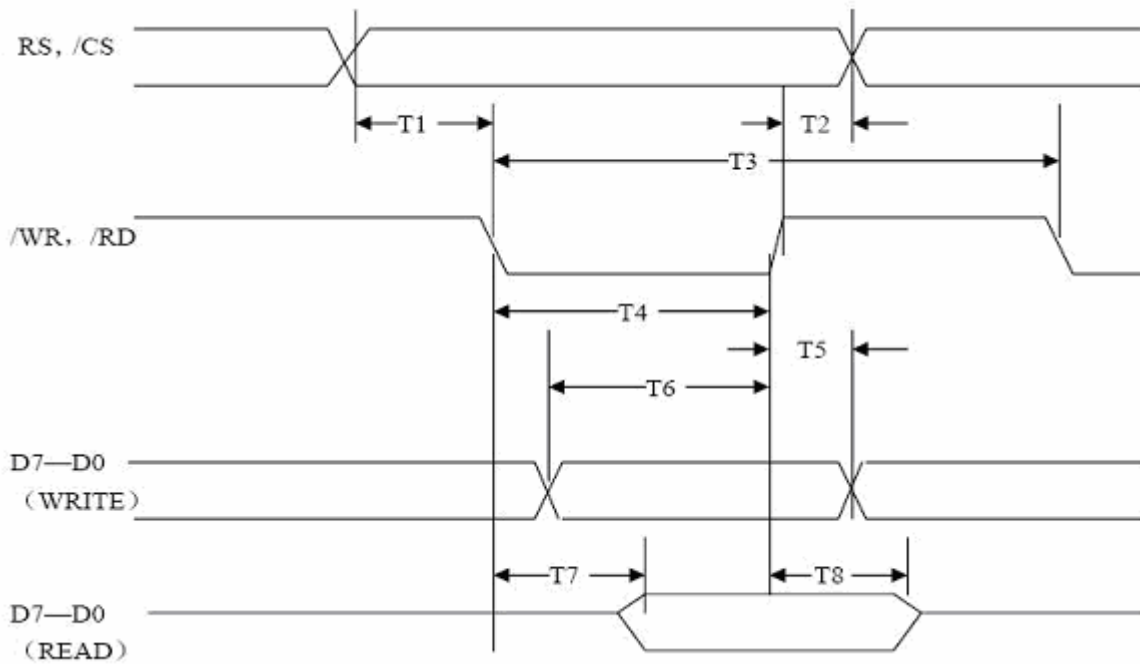 RS，/CS
T1
T2
T3
/WR，/RD
T4
T5
T6
D7—D0
（WRITE）
T7
T8
D7—D0
（READ）